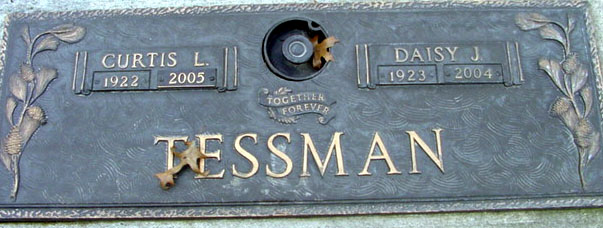 CURTIS L.
1922 2005
DAISY J.
1923 2004
TOGETHER
FOREVER
TESSMAN